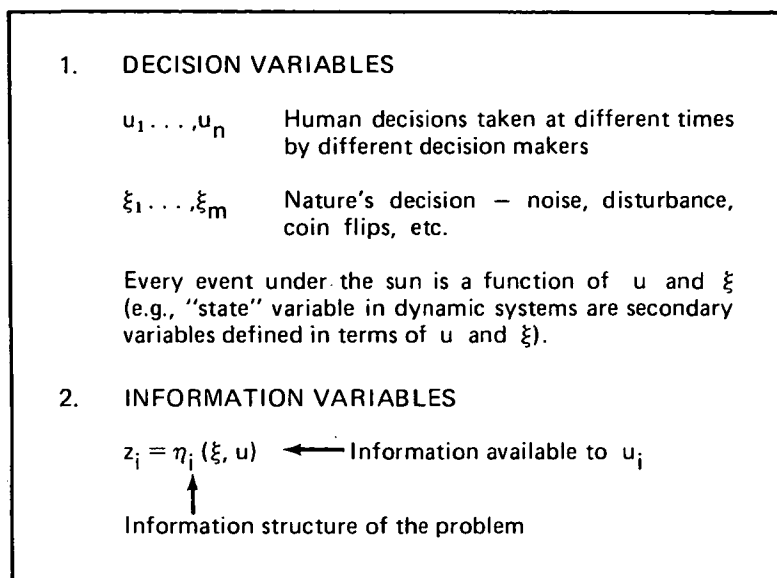 1. DECISION VARIABLES
u₁ . . . ,uₙ Human decisions taken at different times
by different decision makers
ξ₁ . . . ,ξₘ Nature's decision — noise, disturbance,
coin flips, etc.
Every event under the sun is a function of u and ξ
(e.g., "state" variable in dynamic systems are secondary
variables defined in terms of u and ξ).
2. INFORMATION VARIABLES
zᵢ = ηᵢ (ξ, u) ← Information available to uᵢ
↑
Information structure of the problem